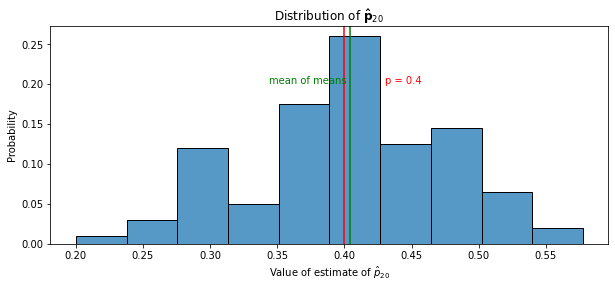 Distribution of p̂₂₀
0.25
0.20
0.15
0.10
0.05
0.00
Probability
mean of means
p = 0.4
0.20 0.25 0.30 0.35 0.40 0.45 0.50 0.55
Value of estimate of p̂₂₀